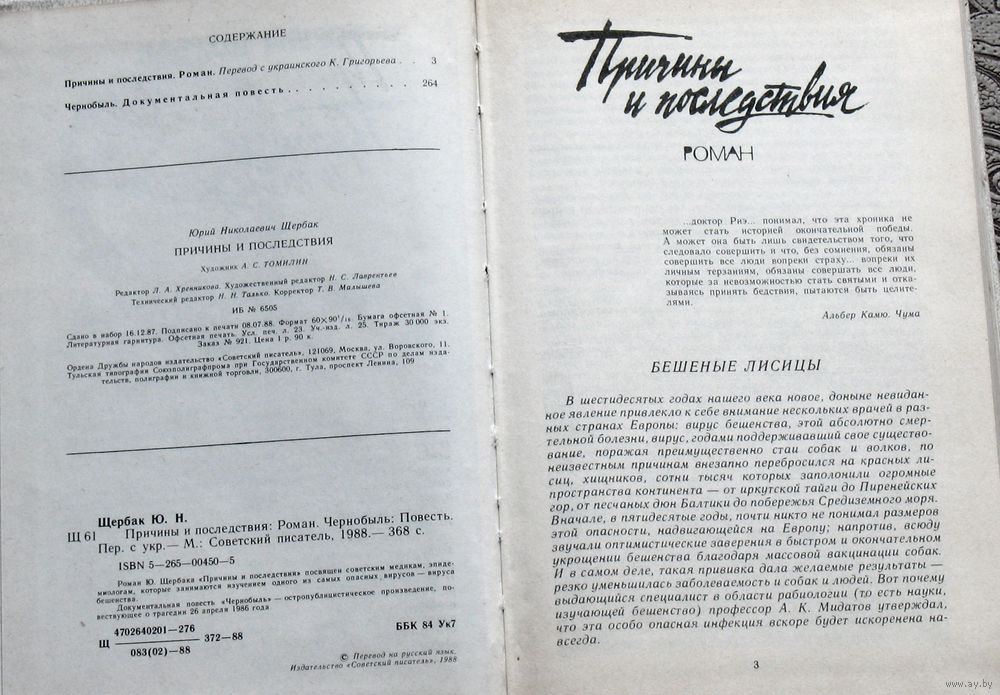 СОДЕРЖАНИЕ
Причины и последствия. Роман. Перевод с украинского К. Григорьева . . 3
Чернобыль. Документальная повесть . . . . . . . . . . 264
Юрий Николаевич Щербак
ПРИЧИНЫ И ПОСЛЕДСТВИЯ
Художник А. С. ТОМИЛИН
Редактор Л. А. Хренникова. Художественный редактор Н. С. Лаврентьев
Технический редактор Н. Н. Талько. Корректор Т. В. Малышева
ИБ № 6505
Сдано в набор 16.12.87. Подписано к печати 08.07.88. Формат 60×90¹/₁₆. Бумага офсетная № 1.
Литературная гарнитура. Офсетная печать. Усл. печ. л. 23. Уч.-изд. л. 25. Тираж 30 000 экз.
Заказ № 921. Цена 1 р. 90 к.
Ордена Дружбы народов издательство «Советский писатель», 121069, Москва, ул. Воровского, 11.
Тульская типография Союзполиграфпрома при Государственном комитете СССР по делам изда-
тельств, полиграфии и книжной торговли, 300600, г. Тула, проспект Ленина, 109
Щербак Ю. Н.
Щ 61 Причины и последствия: Роман. Чернобыль: Повесть.
Пер. с укр.— М.: Советский писатель, 1988.— 368 с.
ISBN 5—265—00450—5
Роман Ю. Щербака «Причины и последствия» посвящен советским медикам, эпиде-
миологам, которые занимаются изучением одного из самых опасных вирусов — вируса
бешенства.
Документальная повесть «Чернобыль» — остропублицистическое произведение, по-
вествующее о трагедии 26 апреля 1986 года
4702640201—276
Щ 372—88
083(02)—88
ББК 84 Ук7
© Перевод на русский язык.
Издательство «Советский писатель», 1988
Причины
и последствия
РОМАН
...доктор Риэ... понимал, что эта хроника не
может стать историей окончательной победы.
А может она быть лишь свидетельством того, что
следовало совершить и что, без сомнения, обязаны
совершить все люди вопреки страху... вопреки их
личным терзаниям, обязаны совершать все люди,
которые за невозможностью стать святыми и отка-
зываясь принять бедствия, пытаются быть целите-
лями.
Альбер Камю. Чума
БЕШЕНЫЕ ЛИСИЦЫ
В шестидесятых годах нашего века новое, доныне невидан-
ное явление привлекло к себе внимание нескольких врачей в раз-
ных странах Европы: вирус бешенства, этой абсолютно смер-
тельной болезни, вирус, годами поддерживавший свое существо-
вание, поражая преимущественно стаи собак и волков, по
неизвестным причинам внезапно перебросился на красных ли-
сиц, хищников, сотни тысяч которых заполонили огромные
пространства континента — от иркутской тайги до Пиренейских
гор, от песчаных дюн Балтики до побережья Средиземного моря.
Вначале, в пятидесятые годы, почти никто не понимал размеров
этой опасности, надвигающейся на Европу; напротив, всюду
звучали оптимистические заверения в быстром и окончательном
укрощении бешенства благодаря массовой вакцинации собак.
И в самом деле, такая прививка дала желаемые результаты —
резко уменьшилась заболеваемость и собак и людей. Вот почему
выдающийся специалист в области рабиологии (то есть науки,
изучающей бешенство) профессор А. К. Мидатов утверждал,
что эта особо опасная инфекция вскоре будет искоренена на-
всегда.
3
www.ay.by